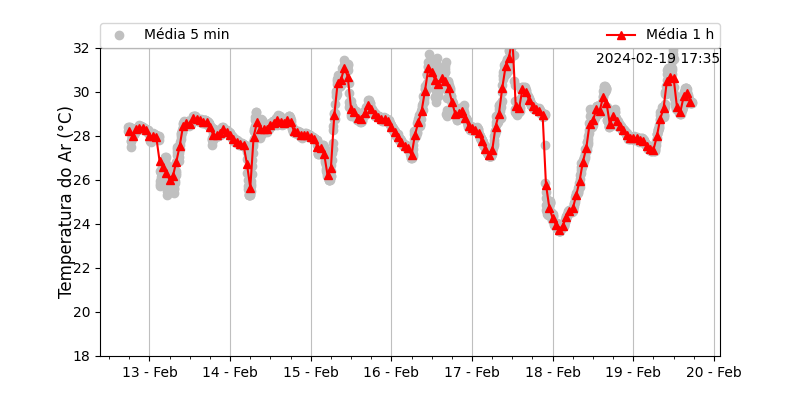 Média 5 min
Média 1 h
2024-02-19 17:35
Temperatura do Ar (°C)
32
30
28
26
24
22
20
18
13 - Feb
14 - Feb
15 - Feb
16 - Feb
17 - Feb
18 - Feb
19 - Feb
20 - Feb